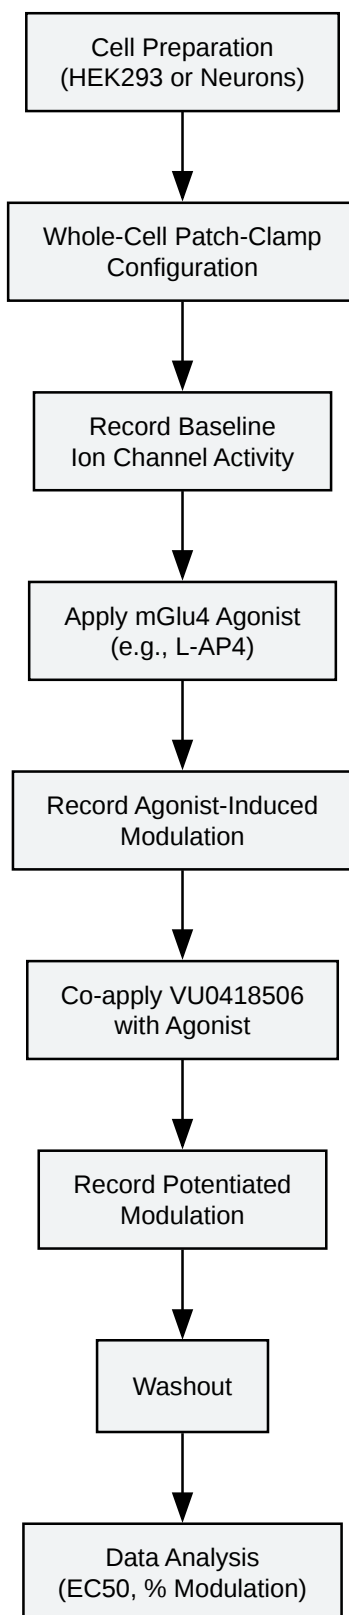 Cell Preparation
(HEK293 or Neurons)
Whole-Cell Patch-Clamp
Configuration
Record Baseline
Ion Channel Activity
Apply mGlu4 Agonist
(e.g., L-AP4)
Record Agonist-Induced
Modulation
Co-apply VU0418506
with Agonist
Record Potentiated
Modulation
Washout
Data Analysis
(EC50, % Modulation)